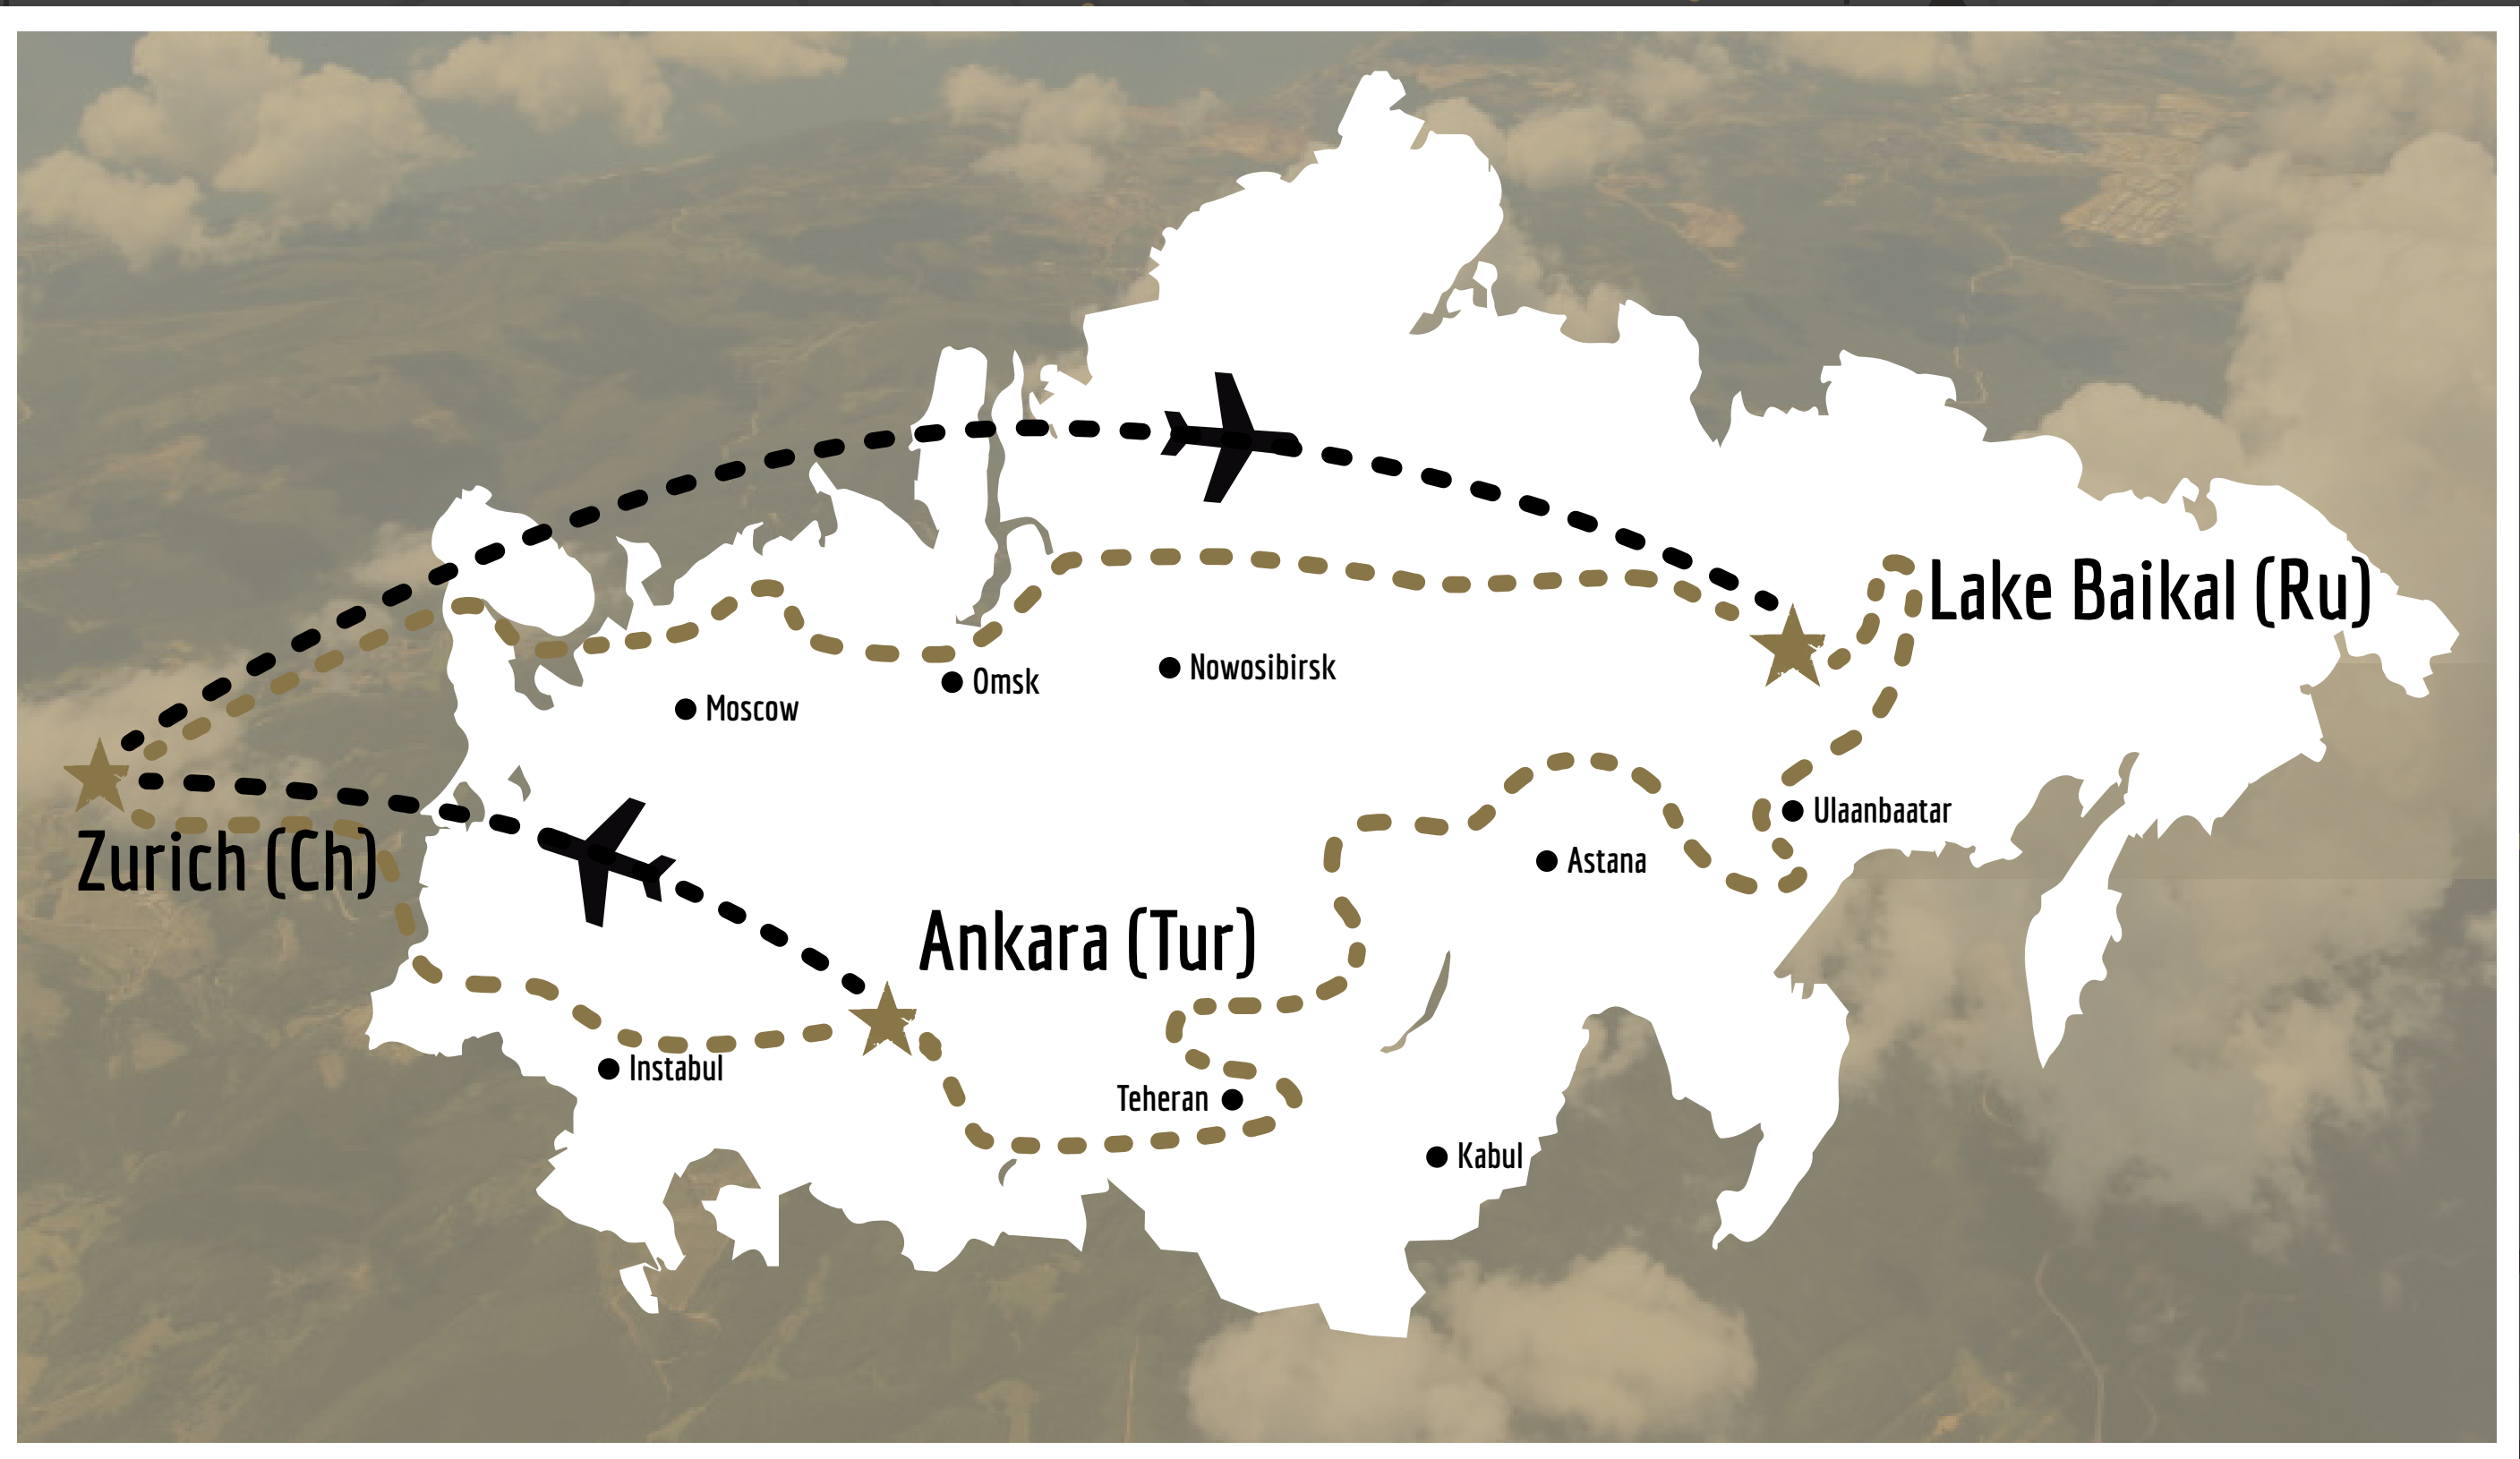 Lake Baikal (Ru)
Nowosibirsk
Omsk
Moscow
Ulaanbaatar
Zurich (Ch)
Astana
Ankara (Tur)
Instabul
Teheran
Kabul